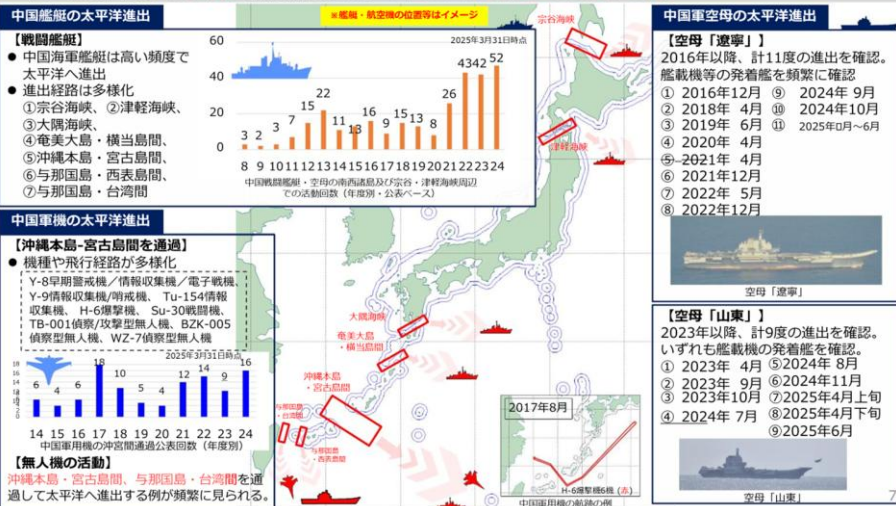 中国艦艇の太平洋進出
【戦闘艦艇】
● 中国海軍艦艇は高い頻度で
太平洋へ進出
● 進出経路は多様化
①宗谷海峡、②津軽海峡、
③大隅海峡、
④奄美大島・横当島間、
⑤沖縄本島・宮古島間、
⑥与那国島・西表島間、
⑦与那国島・台湾間
2025年3月31日時点
60
40
20
0
3 2 3 7 15 22 11 13 16 9 15 13 8 26 43 42 52
8 9 10 11 12 13 14 15 16 17 18 19 20 21 22 23 24
中国戦闘艦艇・空母の南西諸島及び宗谷・津軽海峡周辺
での活動回数（年度別・公表ベース）
中国軍機の太平洋進出
【沖縄本島-宮古島間を通過】
● 機種や飛行経路が多様化
Y-8早期警戒機／情報収集機／電子戦機、
Y-9情報収集機/哨戒機、 Tu-154情報
収集機、 H-6爆撃機、 Su-30戦闘機、
TB-001偵察/攻撃型無人機、BZK-005
偵察型無人機、WZ-7偵察型無人機
2025年3月31日時点
6 4 6 18 10 5 4 12 14 9 16
14 15 16 17 18 19 20 21 22 23 24
中国軍用機の沖宮間通過公表回数（年度別）
【無人機の活動】
沖縄本島・宮古島間、与那国島・台湾間を通
過して太平洋へ進出する例が頻繁に見られる。
※艦艇・航空機の位置等はイメージ
宗谷海峡
津軽海峡
大隅海峡
奄美大島
・横当島間
沖縄本島
・宮古島間
与那国島
・台湾間
与那国島
・西表島間
2017年8月
H-6爆撃機6機（赤）
中国軍用機の航跡の例
中国軍空母の太平洋進出
【空母「遼寧」】
2016年以降、計11度の進出を確認。
艦載機等の発着艦を頻繁に確認
① 2016年12月 ⑨ 2024年 9月
② 2018年 4月 ⑩ 2024年10月
③ 2019年 6月 ⑪ 2025年月～6月
④ 2020年 4月
⑤ 2021年 4月
⑥ 2021年12月
⑦ 2022年 5月
⑧ 2022年12月
空母「遼寧」
【空母「山東」】
2023年以降、計9度の進出を確認。
いずれも艦載機の発着艦を確認。
① 2023年 4月 ⑤2024年 8月
② 2023年 9月 ⑥2024年11月
③ 2023年10月 ⑦2025年4月上旬
④ 2024年 7月 ⑧2025年4月下旬
⑨2025年6月
空母「山東」
7